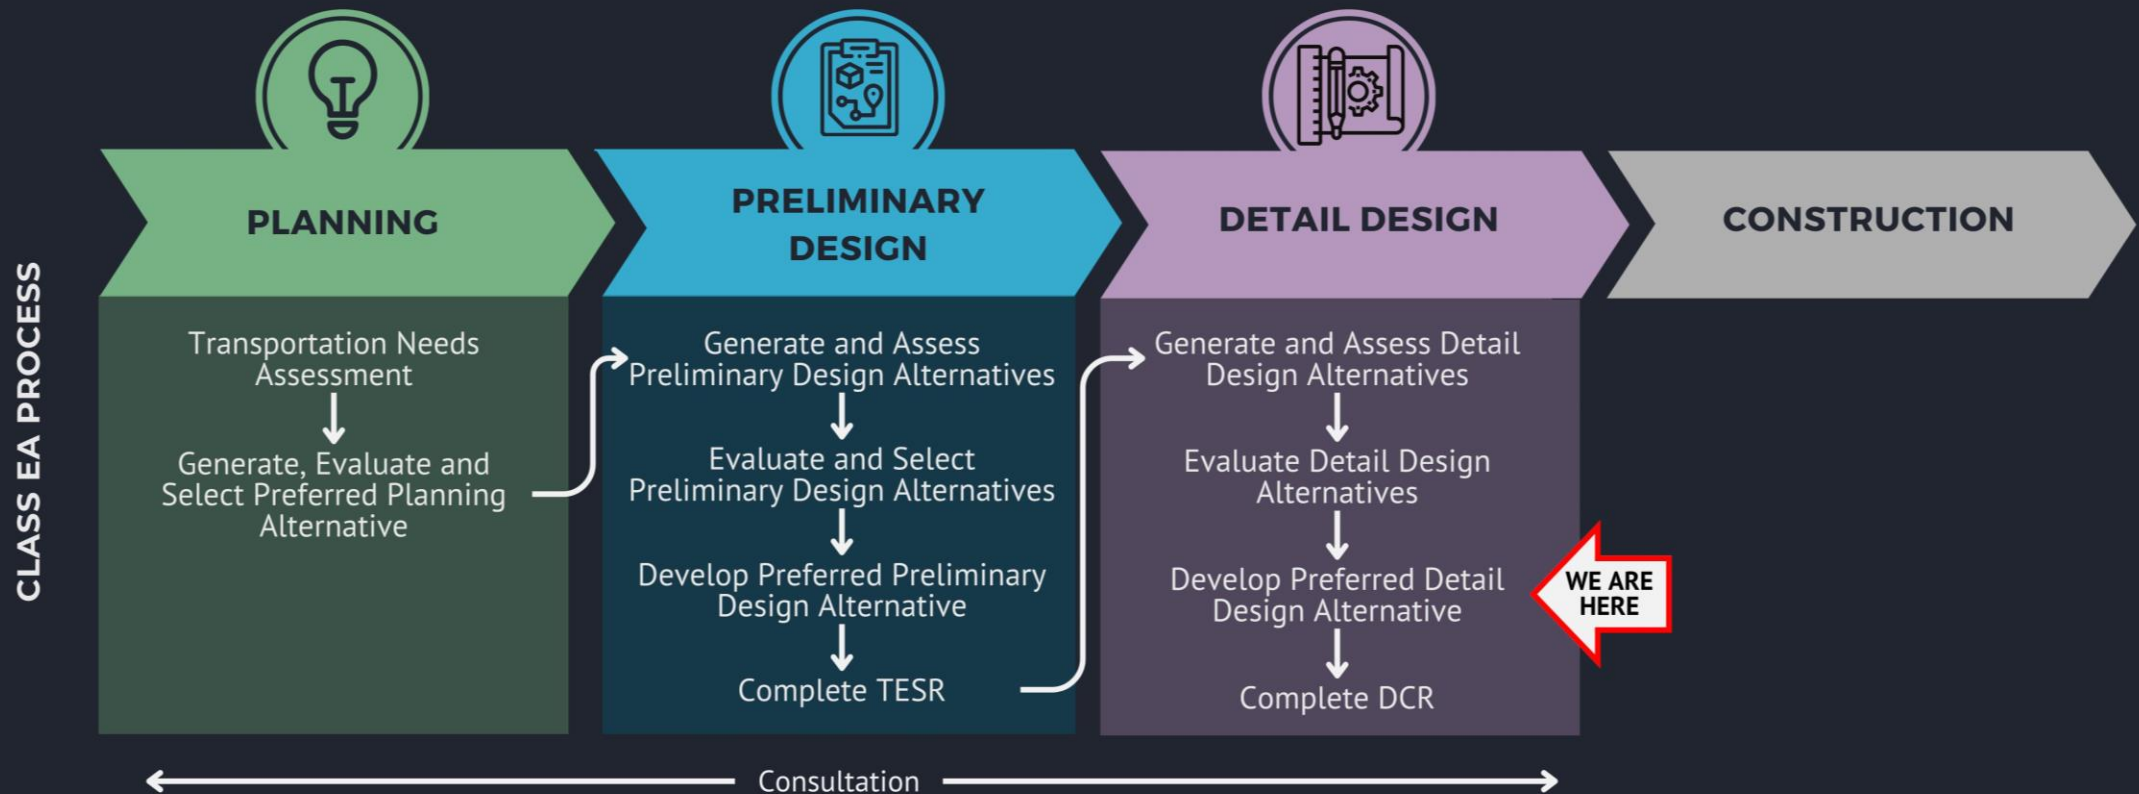 CLASS EA PROCESS
PLANNING
Transportation Needs
Assessment
Generate, Evaluate and
Select Preferred Planning
Alternative
PRELIMINARY
DESIGN
Generate and Assess
Preliminary Design Alternatives
Evaluate and Select
Preliminary Design Alternatives
Develop Preferred Preliminary
Design Alternative
Complete TESR
DETAIL DESIGN
Generate and Assess Detail
Design Alternatives
Evaluate Detail Design
Alternatives
Develop Preferred Detail
Design Alternative
Complete DCR
WE ARE
HERE
CONSTRUCTION
Consultation